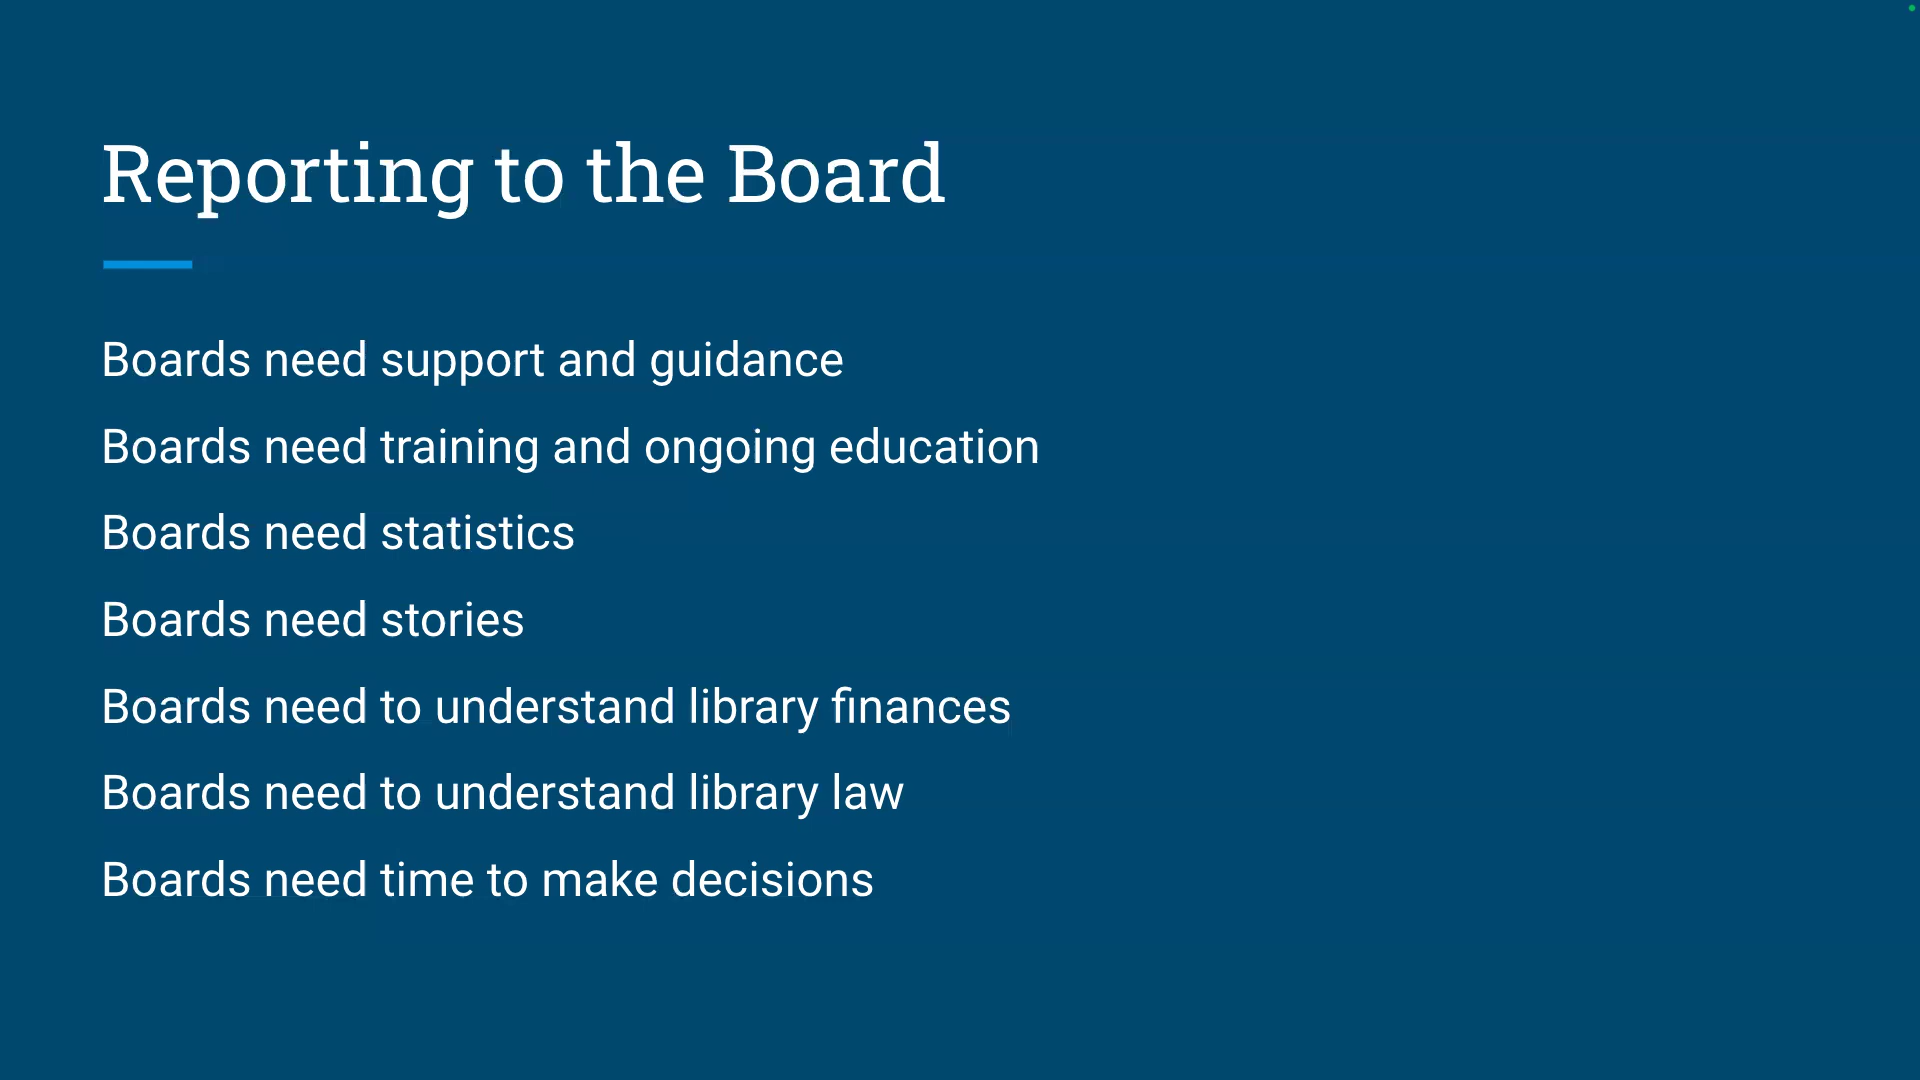 Reporting to the Board
Boards need support and guidance
Boards need training and ongoing education
Boards need statistics
Boards need stories
Boards need to understand library finances
Boards need to understand library law
Boards need time to make decisions